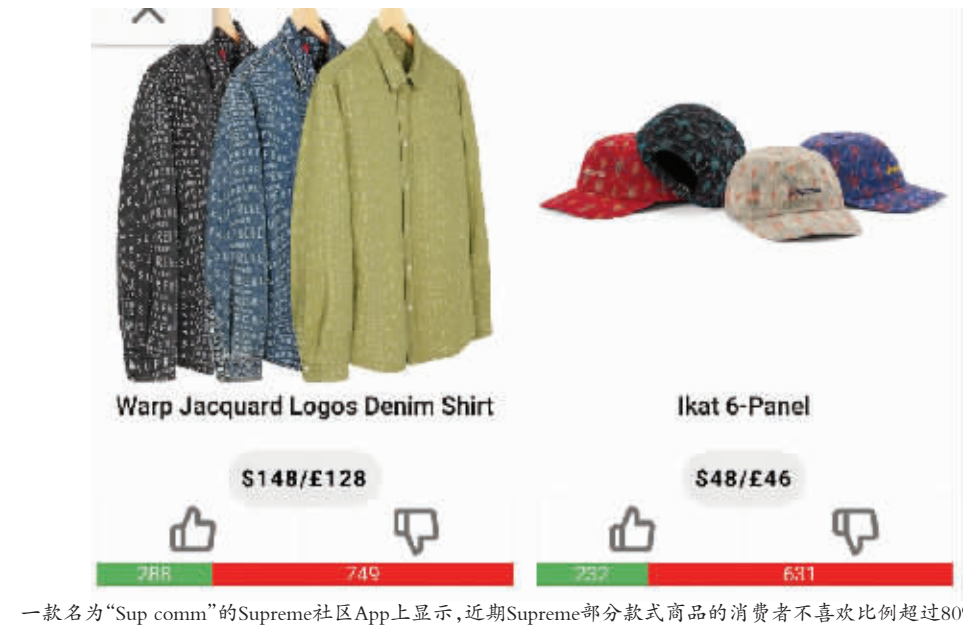 Warp Jacquard Logos Denim Shirt
Ikat 6-Panel
$148/£128
$48/£46
288
749
232
631
一款名为“Sup comm”的Supreme社区App上显示，近期Supreme部分款式商品的消费者不喜欢比例超过80